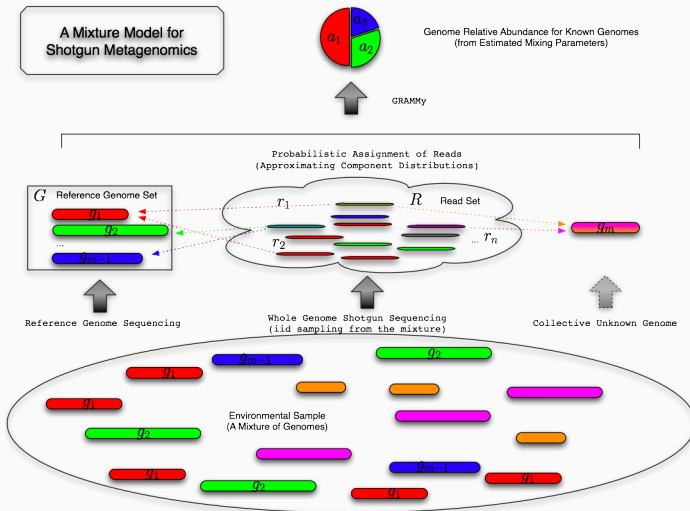 A Mixture Model for
Shotgun Metagenomics
a1
a3
a2
Genome Relative Abundance for Known Genomes
(from Estimated Mixing Parameters)
GRAMMy
Probabilistic Assignment of Reads
(Approximating Component Distributions)
G Reference Genome Set
g1
g2
...
gm−1
r1
R Read Set
r2
... rn
gm
Reference Genome Sequencing
Whole Genome Shotgun Sequencing
(iid sampling from the mixture)
Collective Unknown Genome
g2
gm−1
g1
g1
Environmental Sample
(A Mixture of Genomes)
g2
gm−1
g1
g1
g2
g1